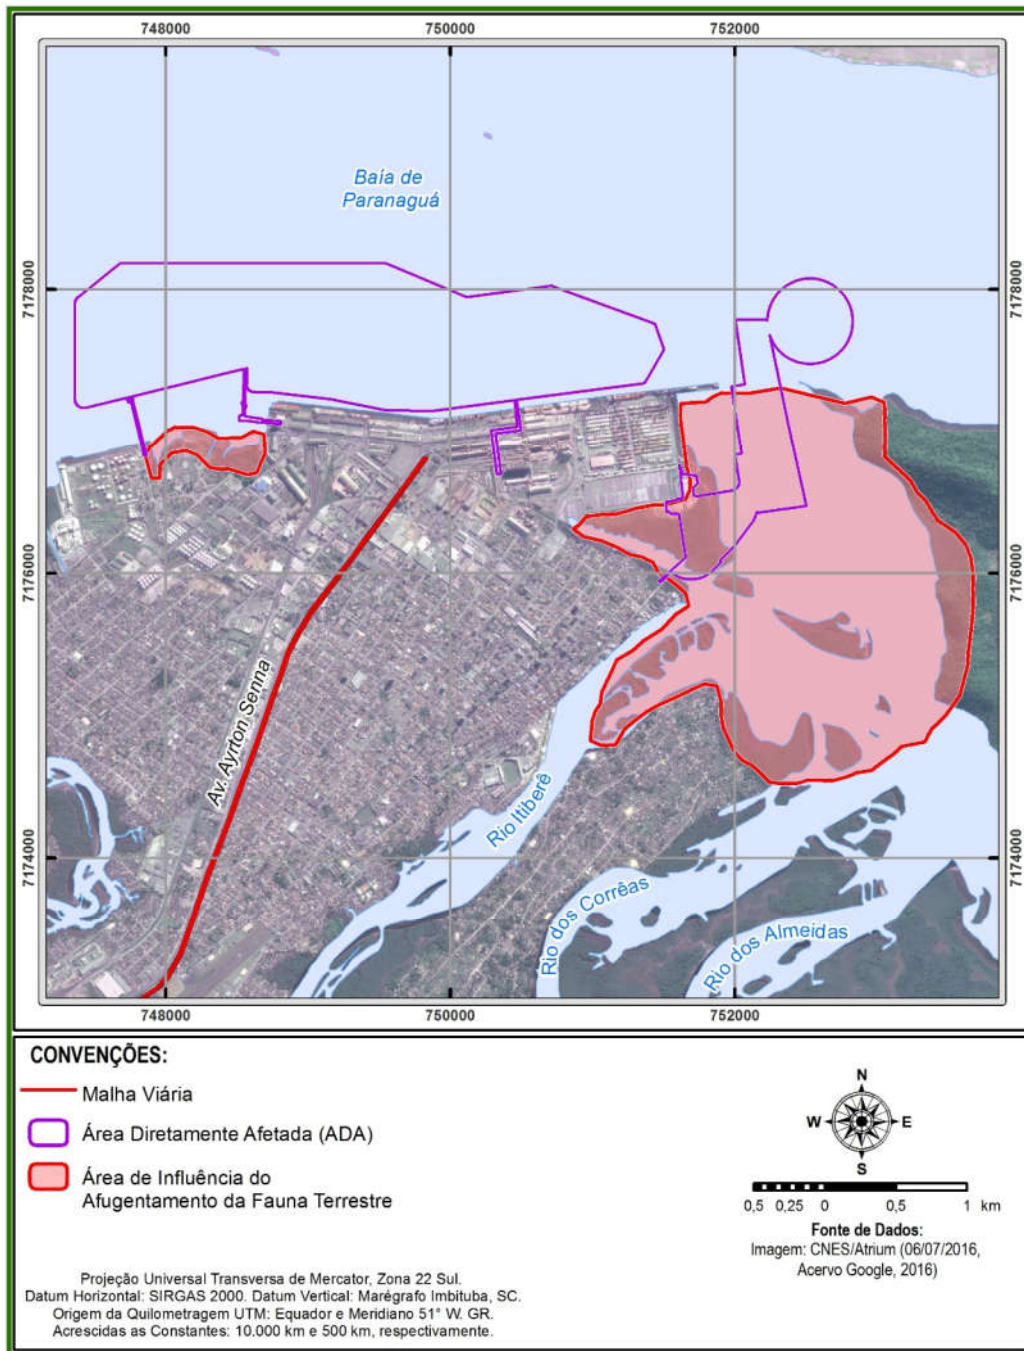 748000 750000 752000
Baía de
Paranaguá
7178000 7178000
7176000 7176000
Av. Ayrton Senna
Rio Itiberê
7174000 7174000
Rio dos Corrêas
Rio dos Almeidas
748000 750000 752000
CONVENÇÕES:
Malha Viária
Área Diretamente Afetada (ADA)
Área de Influência do
Afugentamento da Fauna Terrestre
N
W E
S
0,5 0,25 0 0,5 1 km
Fonte de Dados:
Imagem: CNES/Atrium (06/07/2016,
Acervo Google, 2016)
Projeção Universal Transversa de Mercator, Zona 22 Sul.
Datum Horizontal: SIRGAS 2000. Datum Vertical: Marégrafo Imbituba, SC.
Origem da Quilometragem UTM: Equador e Meridiano 51° W. GR.
Acrescidas as Constantes: 10.000 km e 500 km, respectivamente.